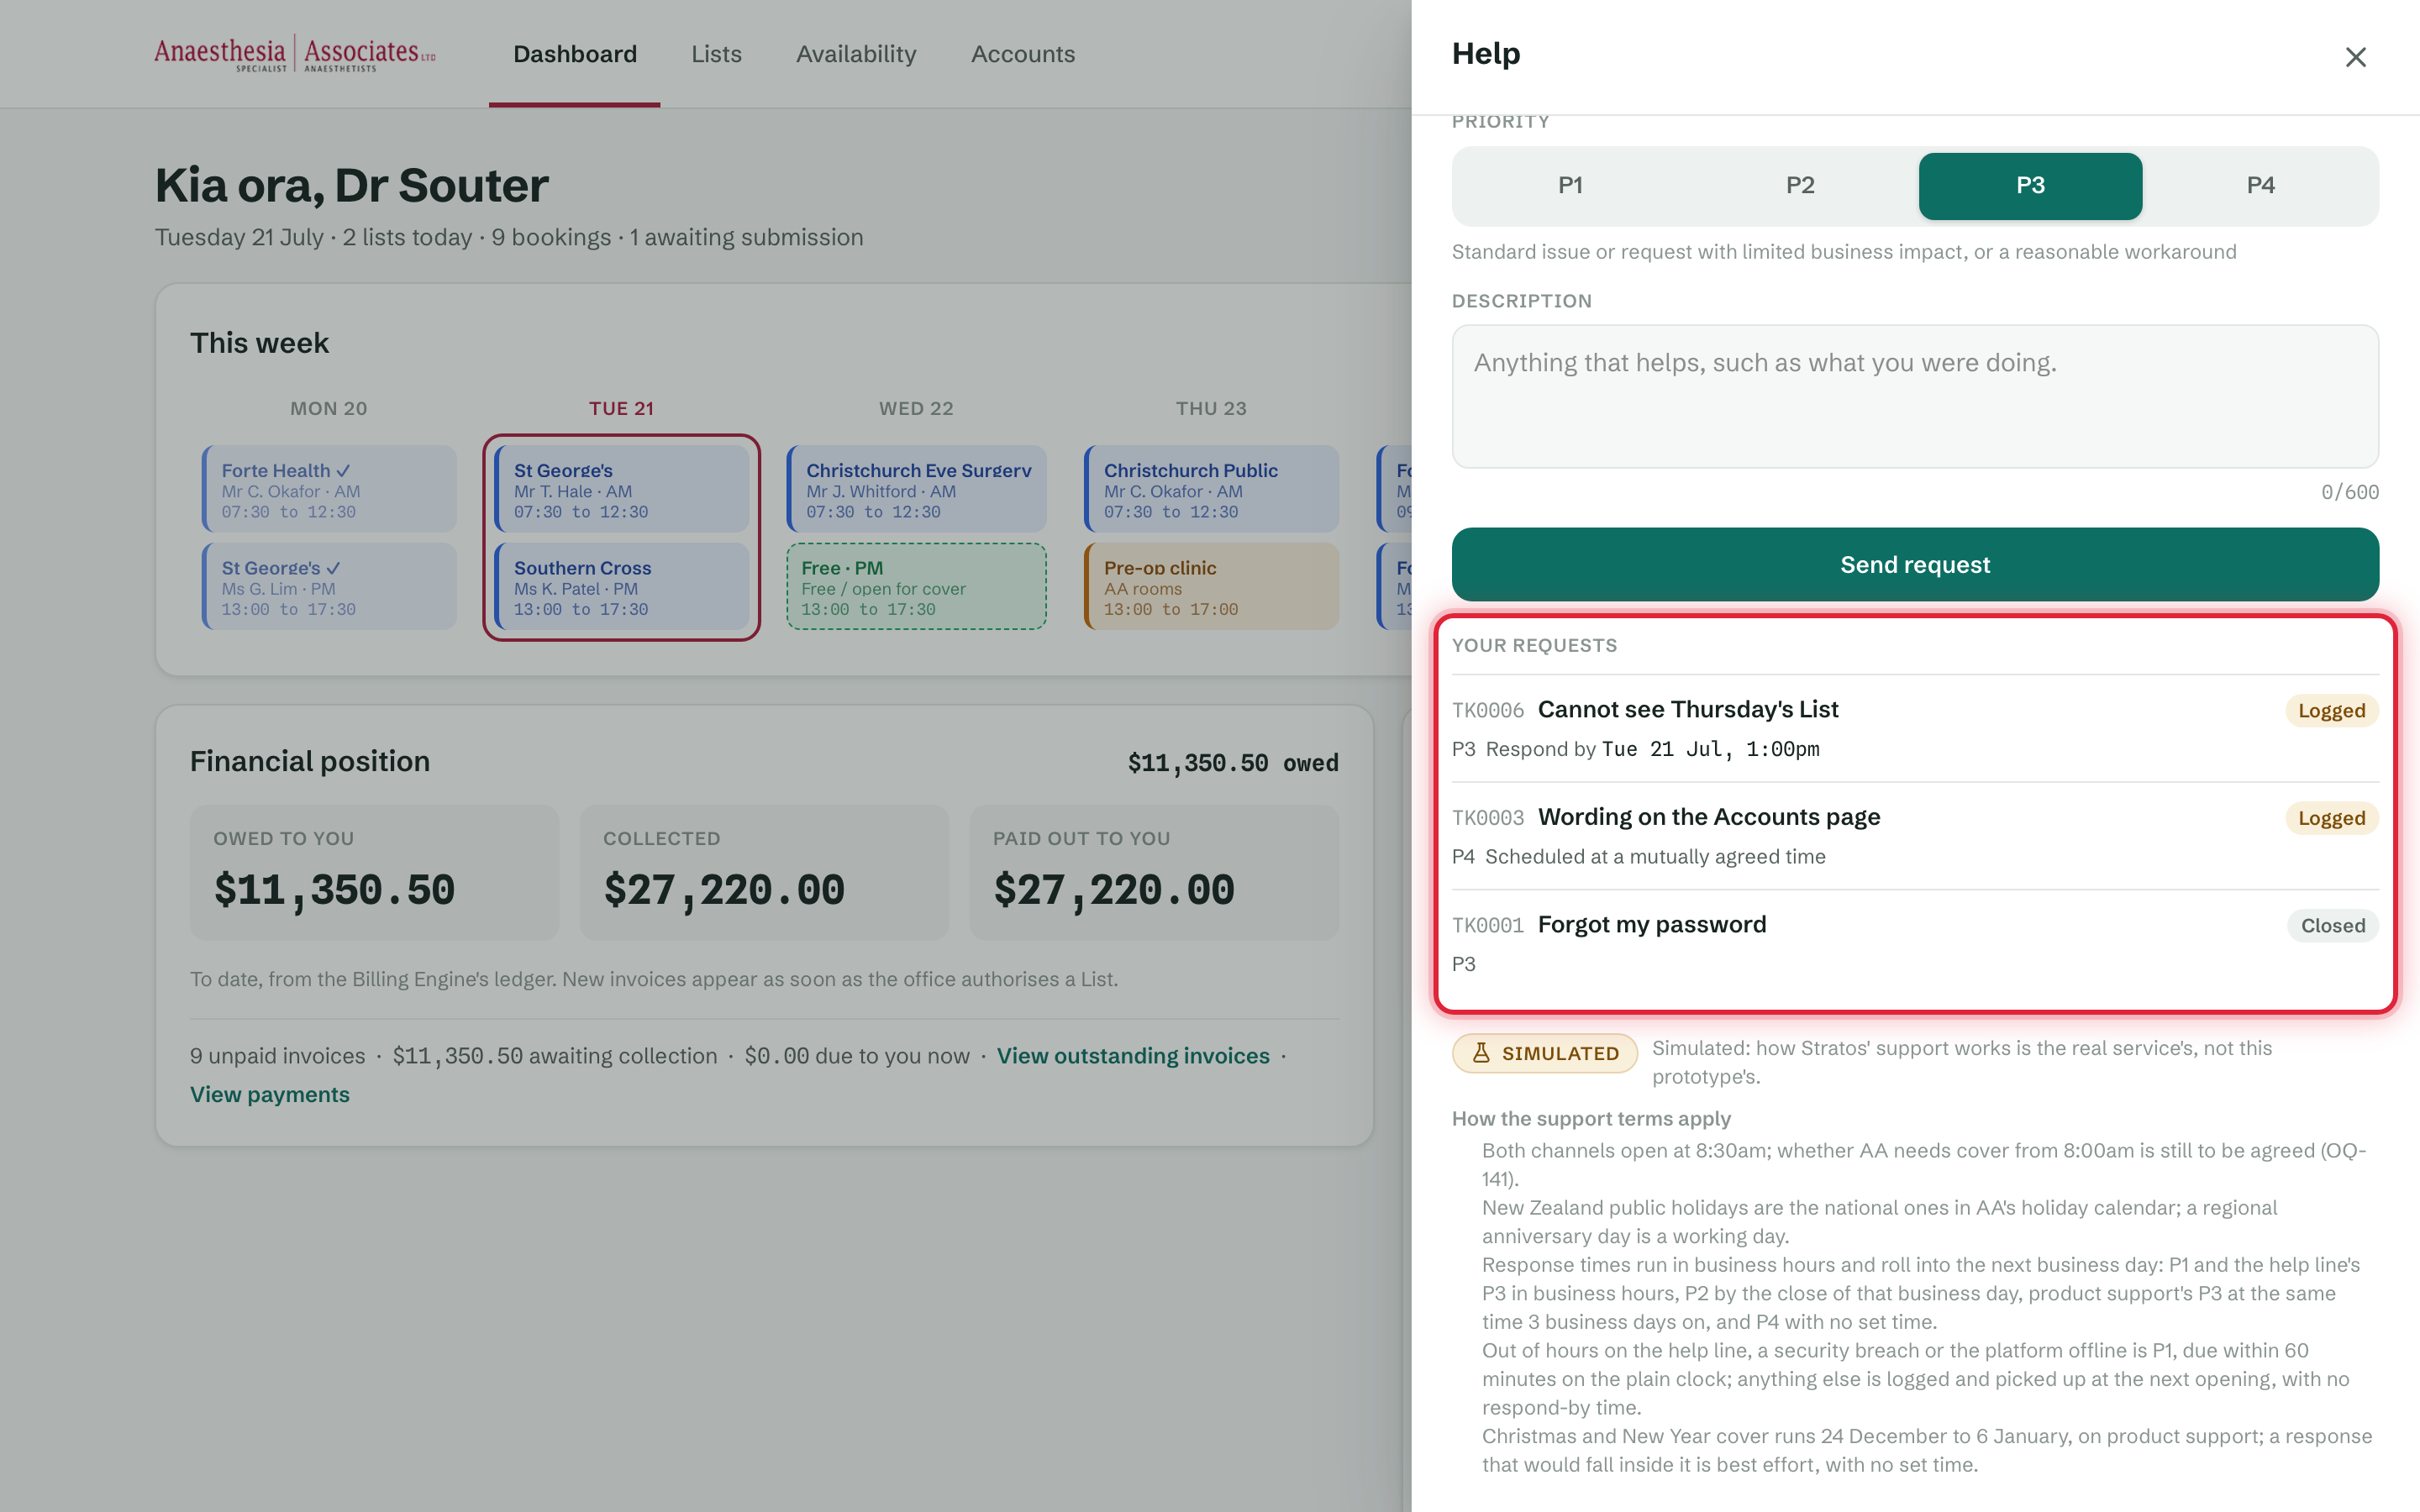 Anaesthesia | Associates LTD
SPECIALIST ANAESTHETISTS
Dashboard
Lists
Availability
Accounts
Kia ora, Dr Souter
Tuesday 21 July · 2 lists today · 9 bookings · 1 awaiting submission
This week
MON 20
TUE 21
WED 22
THU 23
Forte Health ✓
Mr C. Okafor · AM
07:30 to 12:30
St George's ✓
Ms G. Lim · PM
13:00 to 17:30
St George's
Mr T. Hale · AM
07:30 to 12:30
Southern Cross
Ms K. Patel · PM
13:00 to 17:30
Christchurch Eye Surgery
Mr J. Whitford · AM
07:30 to 12:30
Free · PM
Free / open for cover
13:00 to 17:30
Christchurch Public
Mr C. Okafor · AM
07:30 to 12:30
Pre-op clinic
AA rooms
13:00 to 17:00
Financial position
$11,350.50 owed
OWED TO YOU
$11,350.50
COLLECTED
$27,220.00
PAID OUT TO YOU
$27,220.00
To date, from the Billing Engine's ledger. New invoices appear as soon as the office authorises a List.
9 unpaid invoices · $11,350.50 awaiting collection · $0.00 due to you now · View outstanding invoices ·
View payments
Help
PRIORITY
P1
P2
P3
P4
Standard issue or request with limited business impact, or a reasonable workaround
DESCRIPTION
Anything that helps, such as what you were doing.
0/600
Send request
YOUR REQUESTS
TK0006 Cannot see Thursday's List
Logged
P3 Respond by Tue 21 Jul, 1:00pm
TK0003 Wording on the Accounts page
Logged
P4 Scheduled at a mutually agreed time
TK0001 Forgot my password
Closed
P3
SIMULATED
Simulated: how Stratos' support works is the real service's, not this
prototype's.
How the support terms apply
Both channels open at 8:30am; whether AA needs cover from 8:00am is still to be agreed (OQ-
141).
New Zealand public holidays are the national ones in AA's holiday calendar; a regional
anniversary day is a working day.
Response times run in business hours and roll into the next business day: P1 and the help line's
P3 in business hours, P2 by the close of that business day, product support's P3 at the same
time 3 business days on, and P4 with no set time.
Out of hours on the help line, a security breach or the platform offline is P1, due within 60
minutes on the plain clock; anything else is logged and picked up at the next opening, with no
respond-by time.
Christmas and New Year cover runs 24 December to 6 January, on product support; a response
that would fall inside it is best effort, with no set time.